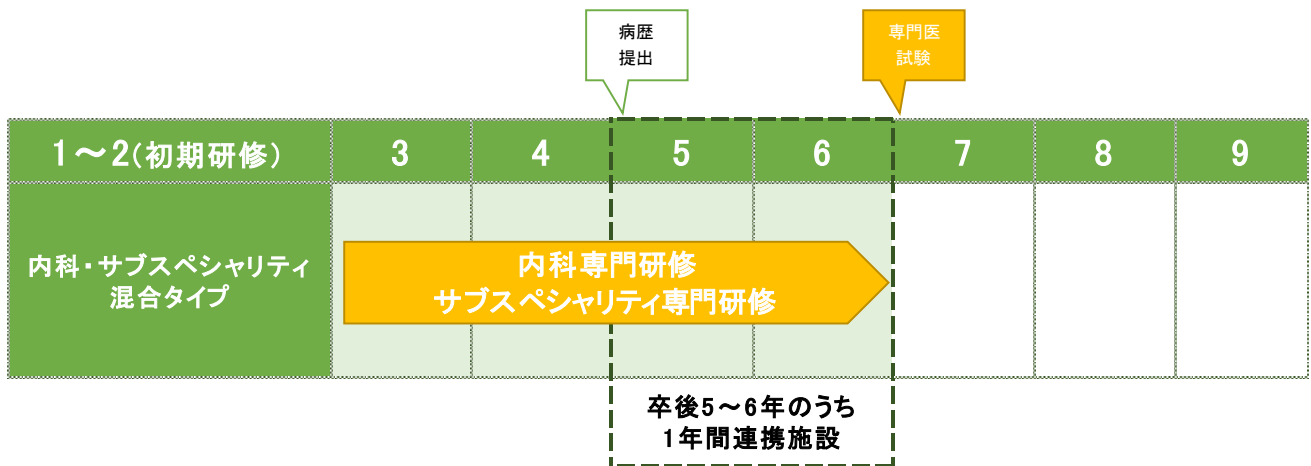 病歴
提出
専門医
試験
1～2(初期研修)
3
4
5
6
7
8
9
内科・サブスペシャリティ
混合タイプ
内科専門研修
サブスペシャリティ専門研修
卒後5～6年のうち
1年間連携施設